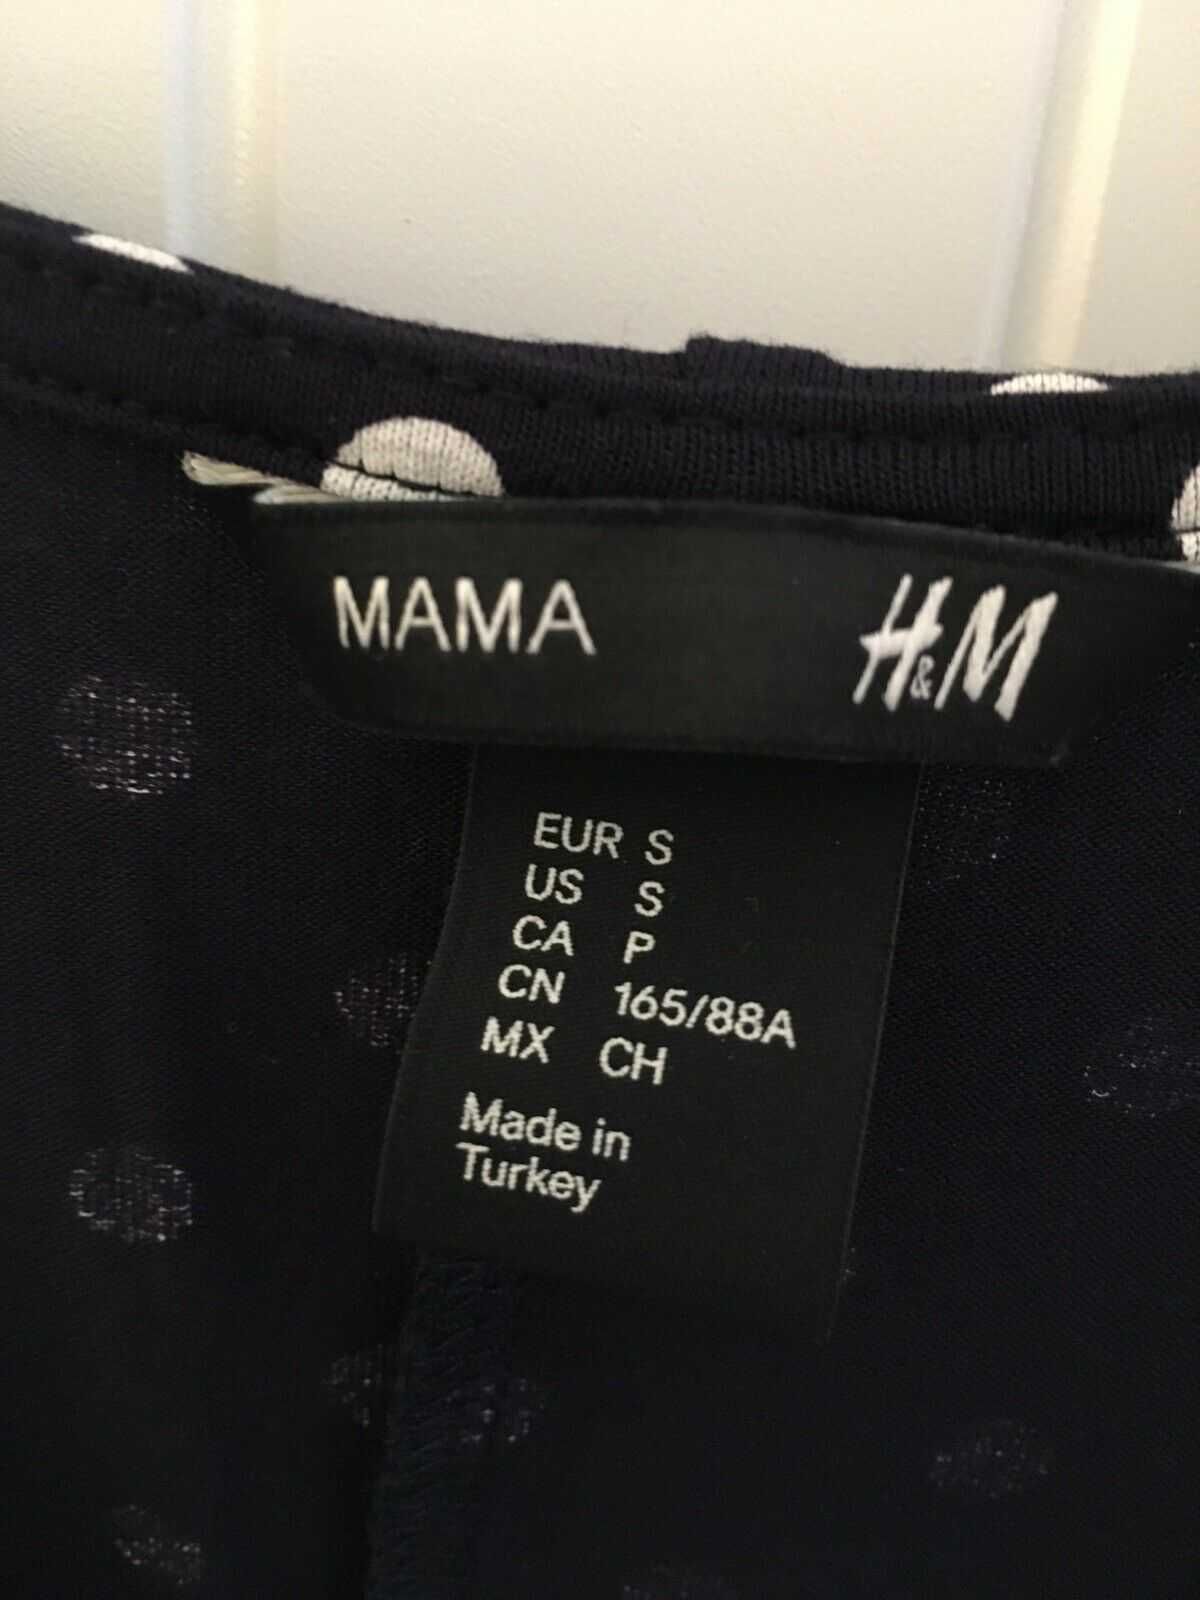 MAMA H&M
EUR S
US S
CA P
CN 165/88A
MX CH
Made in
Turkey